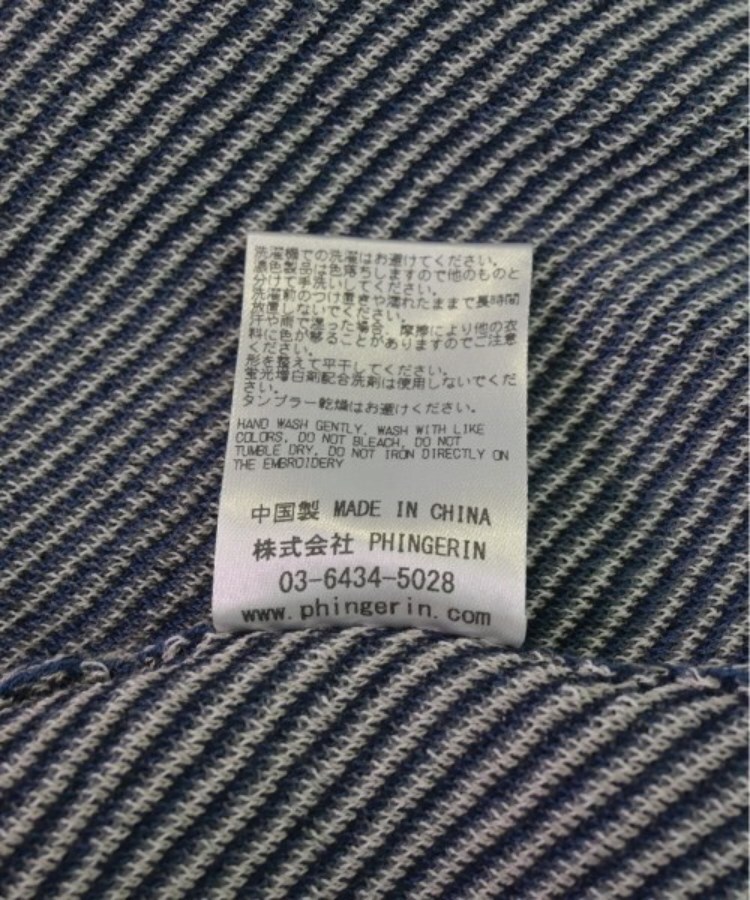 洗濯機での洗濯はお避けてください。
濃色製品は色落ちしますので他のものと
分けて手洗いしてください。
洗濯前のつけ置きや濡れたままで長時間
放置しないでください。
汗や雨で湿った場合、摩擦により他の衣
料に色が移ることがありますのでご注意
ください。
形を整えて平干してください。
蛍光増白剤配合洗剤は使用しないでくだ
さい。
タンブラー乾燥はお避けください。
HAND WASH GENTLY, WASH WITH LIKE
COLORS, DO NOT BLEACH, DO NOT
TUMBLE DRY, DO NOT IRON DIRECTLY ON
THE EMBROIDERY
中国製 MADE IN CHINA
株式会社 PHINGERIN
03-6434-5028
www.phingerin.com